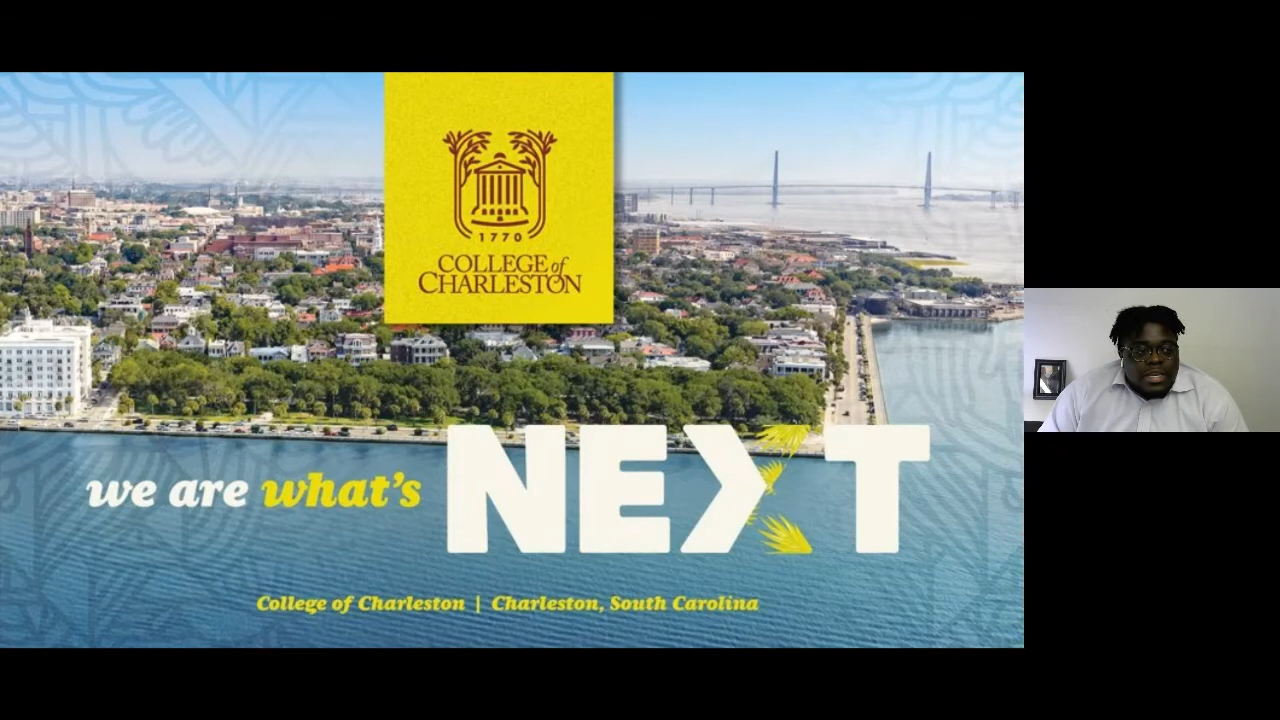 1770
COLLEGE of
CHARLESTON
we are what's NEXT
College of Charleston | Charleston, South Carolina